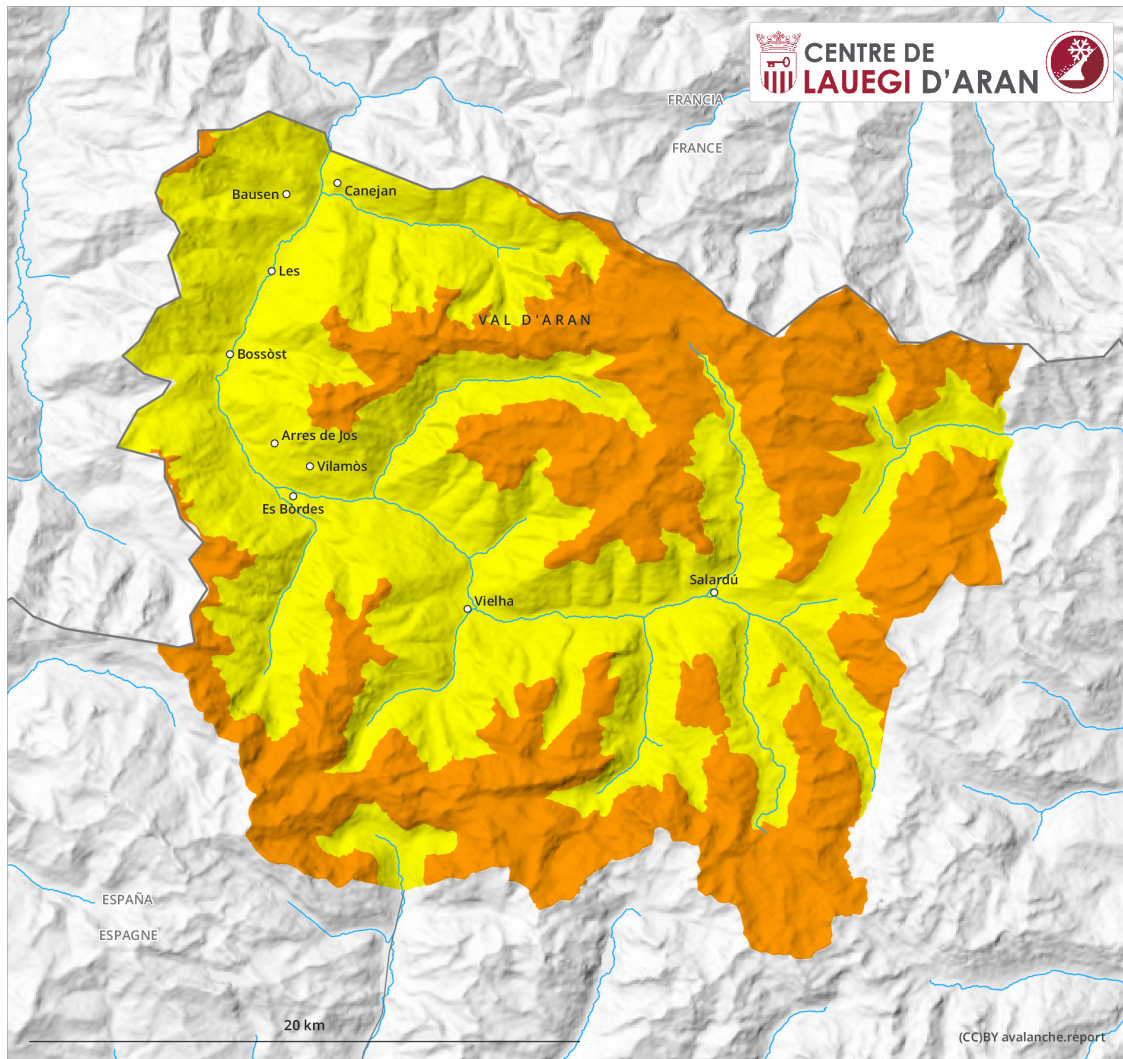 CENTRE DE
LAUEGI D'ARAN
FRANCIA
FRANCE
Bausen
Canejan
Les
VAL D'ARAN
Bossòst
Arres de Jos
Vilamòs
Es Bòrdes
Salardú
Vielha
ESPAÑA
ESPAGNE
20 km
(CC)BY avalanche.report